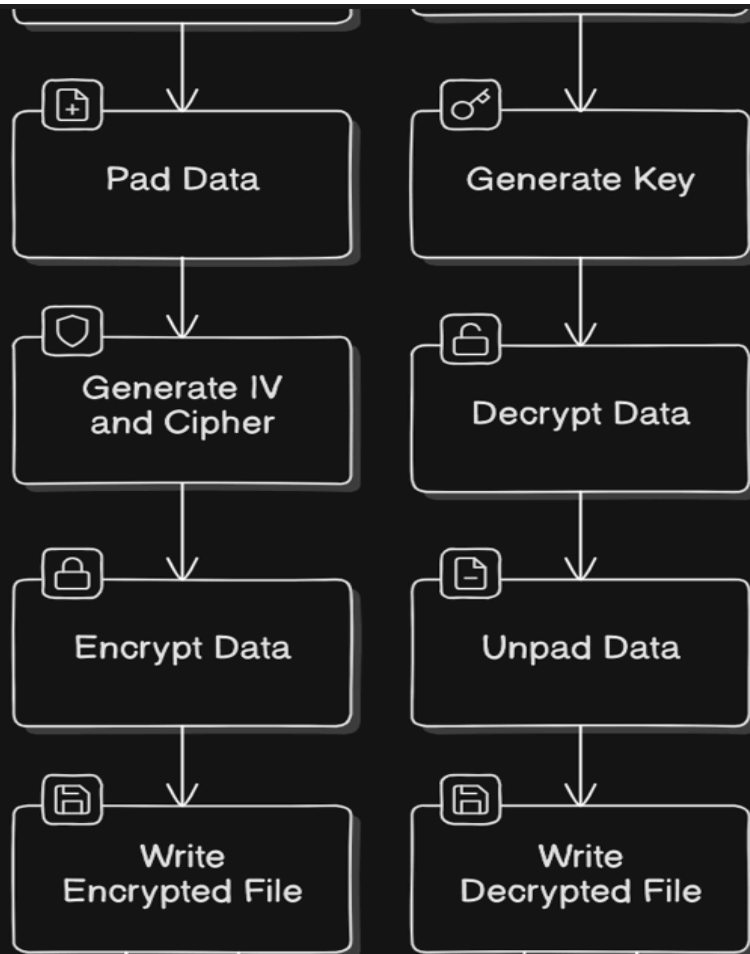 Pad Data
Generate IV
and Cipher
Encrypt Data
Write
Encrypted File
Generate Key
Decrypt Data
Unpad Data
Write
Decrypted File